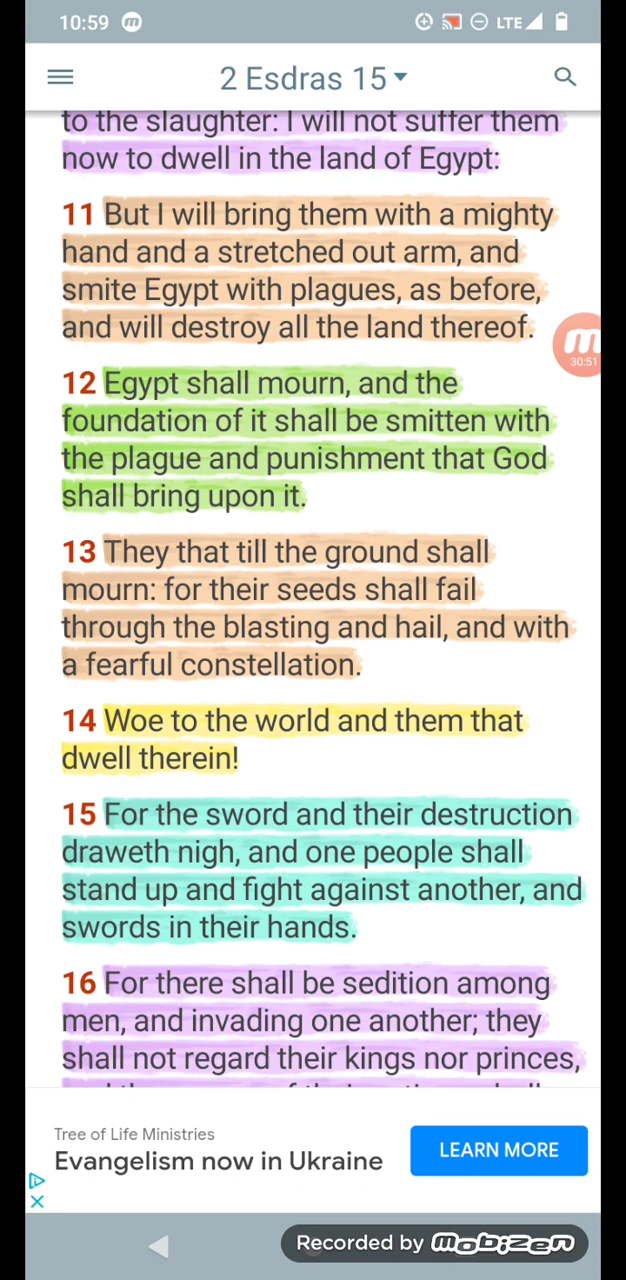 10:59 m LTE
2 Esdras 15
to the slaughter: I will not suffer them
now to dwell in the land of Egypt:
11 But I will bring them with a mighty
hand and a stretched out arm, and
smite Egypt with plagues, as before,
and will destroy all the land thereof.
m
30:51
12 Egypt shall mourn, and the
foundation of it shall be smitten with
the plague and punishment that God
shall bring upon it.
13 They that till the ground shall
mourn: for their seeds shall fail
through the blasting and hail, and with
a fearful constellation.
14 Woe to the world and them that
dwell therein!
15 For the sword and their destruction
draweth nigh, and one people shall
stand up and fight against another, and
swords in their hands.
16 For there shall be sedition among
men, and invading one another; they
shall not regard their kings nor princes,
Tree of Life Ministries
Evangelism now in Ukraine
LEARN MORE
Recorded by mobizen